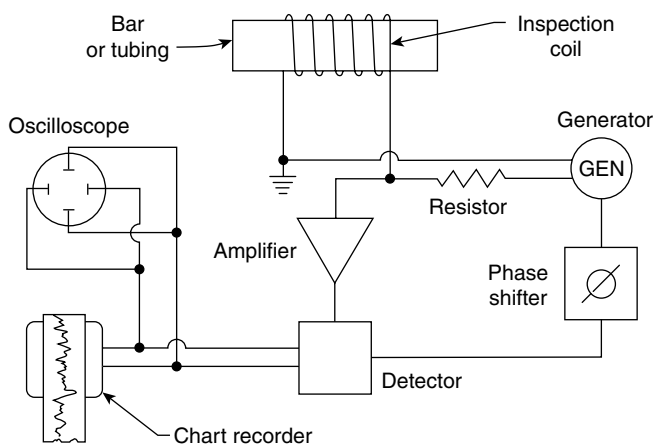 Bar
or tubing
Inspection
coil
Oscilloscope
Generator
GEN
Resistor
Amplifier
Phase
shifter
Detector
Chart recorder